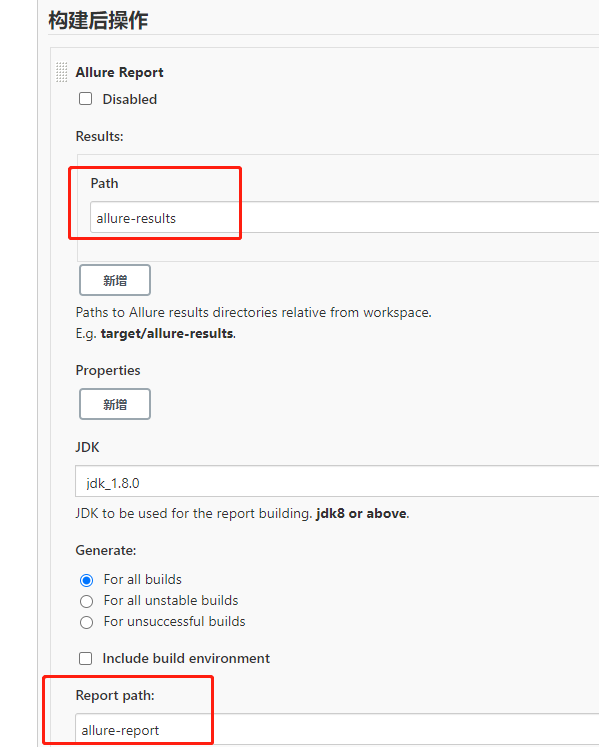 构建后操作
Allure Report
Disabled
Results:
Path
allure-results
新增
Paths to Allure results directories relative from workspace.
E.g. target/allure-results.
Properties
新增
JDK
jdk_1.8.0
JDK to be used for the report building. jdk8 or above.
Generate:
For all builds
For all unstable builds
For unsuccessful builds
Include build environment
Report path:
allure-report